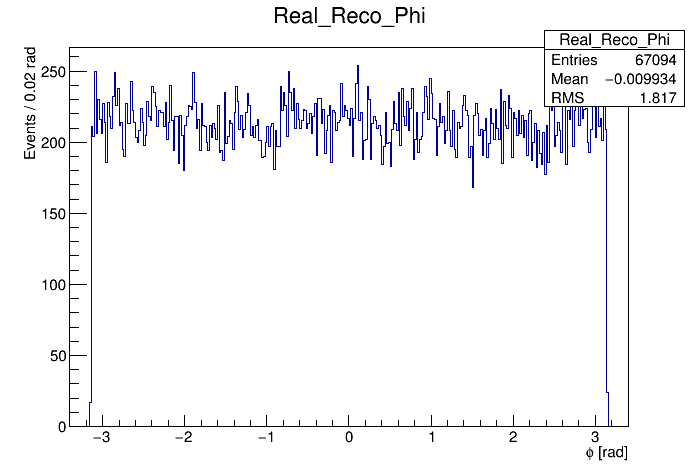 Real_Reco_Phi
Real_Reco_Phi
Entries 67094
Mean −0.009934
RMS 1.817
Events / 0.02 rad
250
200
150
100
50
0
−3 −2 −1 0 1 2 3
ϕ [rad]